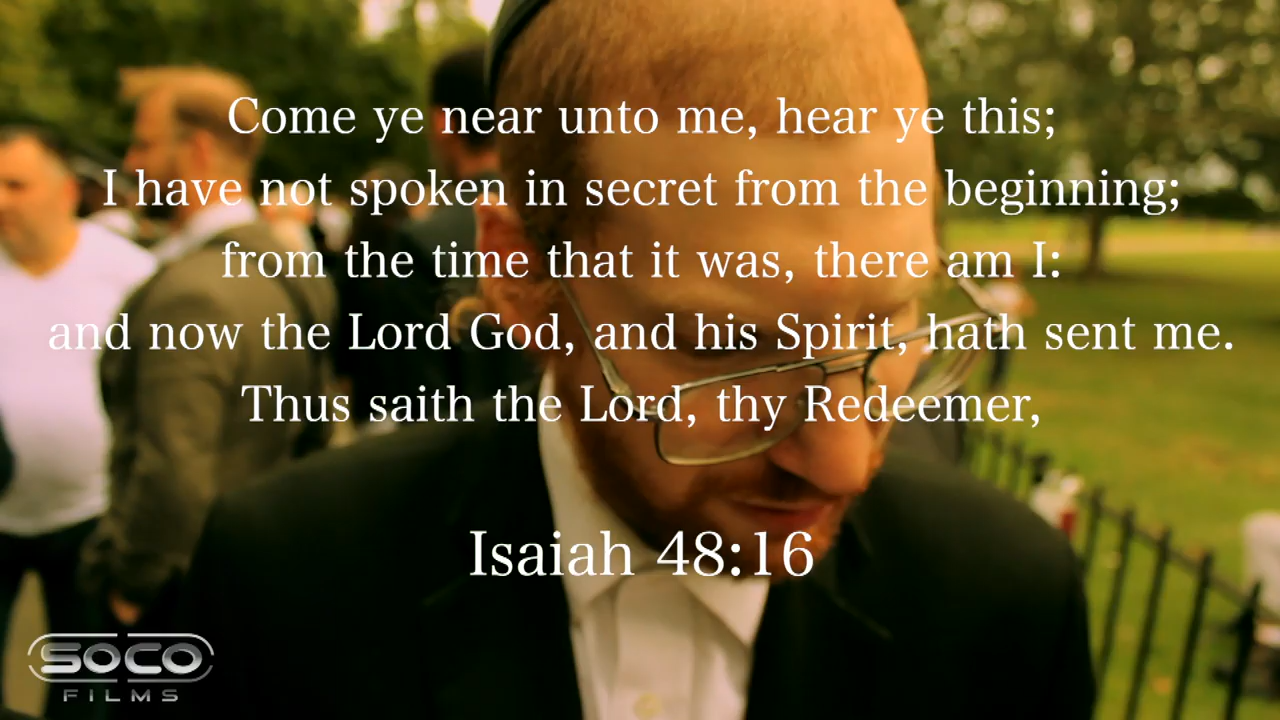 Come ye near unto me, hear ye this;
I have not spoken in secret from the beginning;
from the time that it was, there am I:
and now the Lord God, and his Spirit, hath sent me.
Thus saith the Lord, thy Redeemer,
Isaiah 48:16
SOCO
FILMS